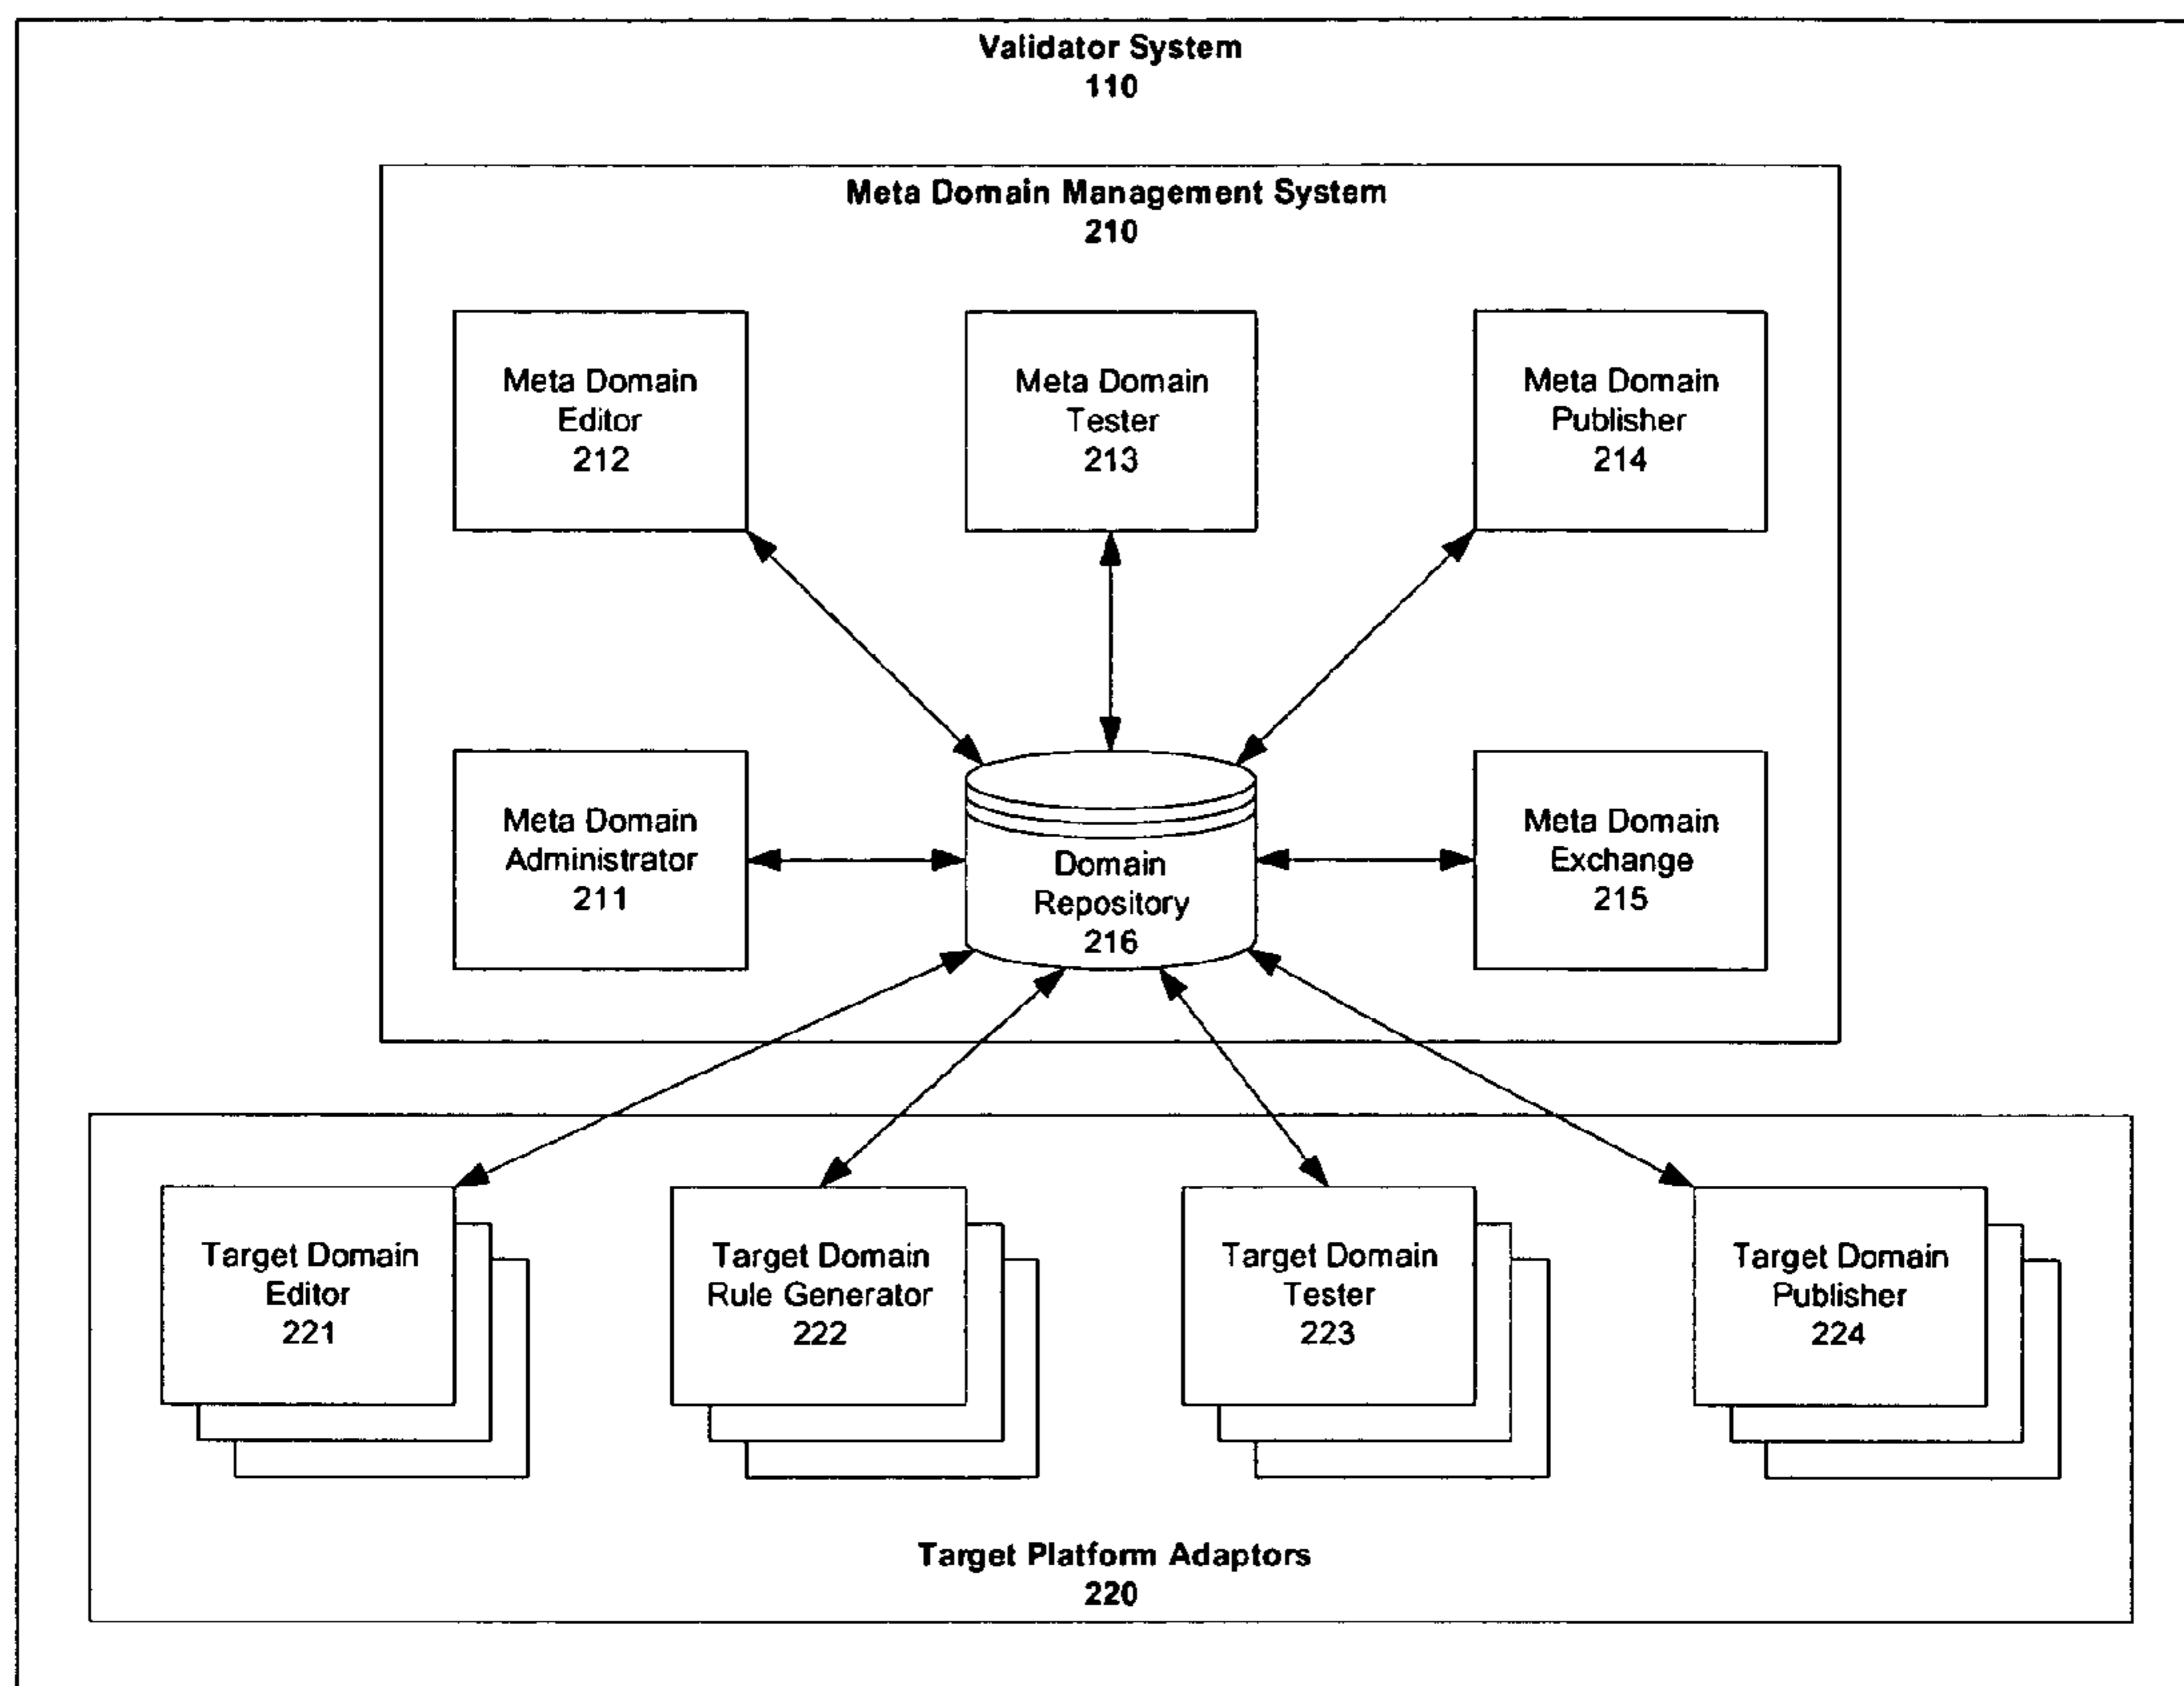 Validator System
110
Meta Domain Management System
210
Meta Domain
Editor
212
Meta Domain
Tester
213
Meta Domain
Publisher
214
Meta Domain
Administrator
211
Domain
Repository
216
Meta Domain
Exchange
215
Target Domain
Editor
221
Target Domain
Rule Generator
222
Target Domain
Tester
223
Target Domain
Publisher
224
Target Platform Adaptors
220